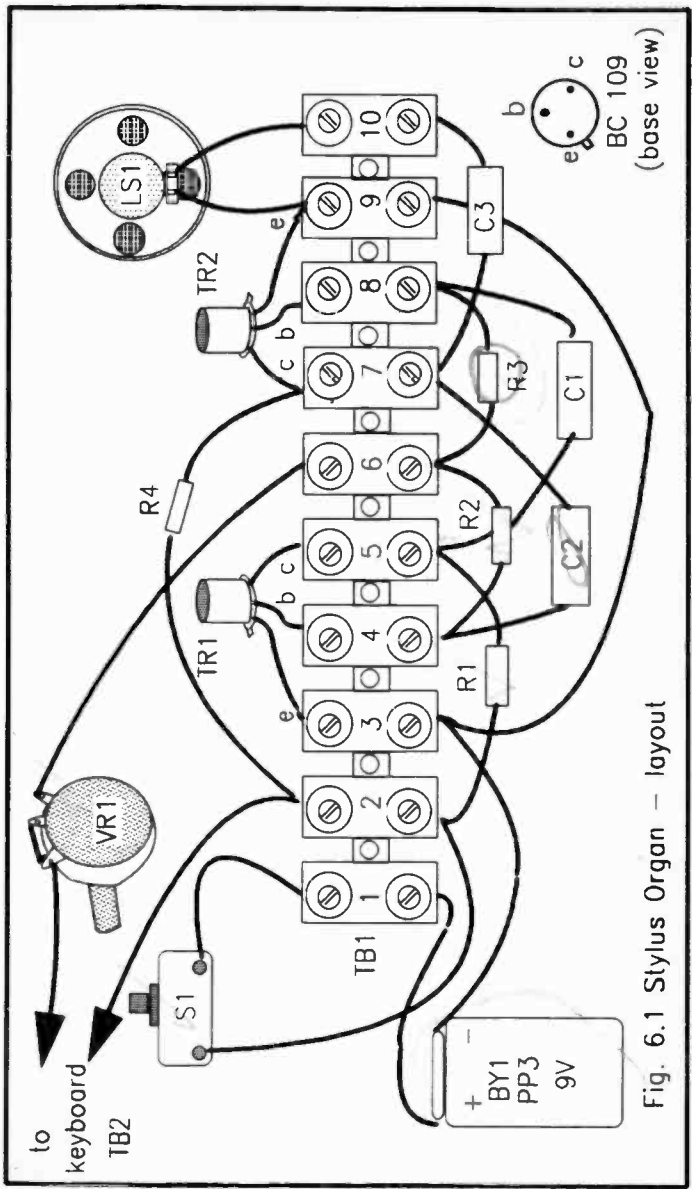 to
keyboard
TB2
VR1
S1
R4
TR1
e
b
c
TR2
c
b
e
LS1
TB1
1
2
3
4
5
6
7
8
9
10
R1
R2
R3
C1
C2
C3
+
-
BY1
PP3
9V
b
e
c
BC 109
(base view)
Fig. 6.1 Stylus Organ – layout